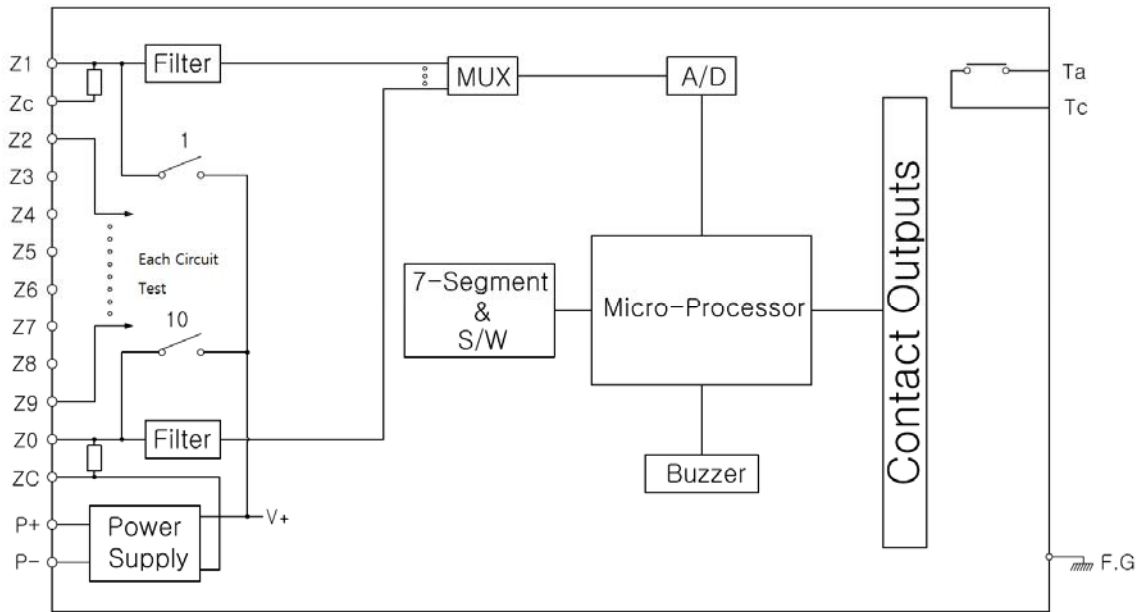 Z1
Filter
MUX
A/D
Ta
Zc
Tc
Z2
1
Z3
Z4
Z5
Each Circuit
Test
Z6
Z7
10
Z8
Z9
Z0
Filter
ZC
7-Segment
&
S/W
Micro-Processor
Contact Outputs
Buzzer
P+
P-
Power
Supply
V+
F.G